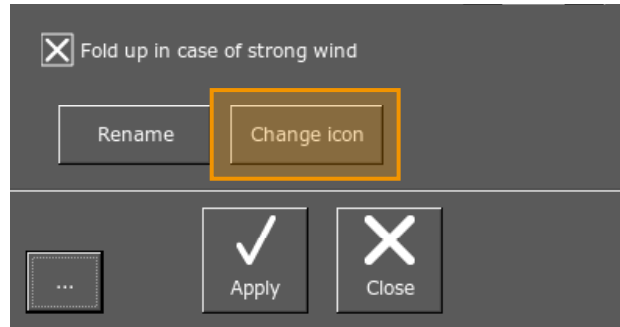 Fold up in case of strong wind
Rename
Change icon
...
Apply
Close